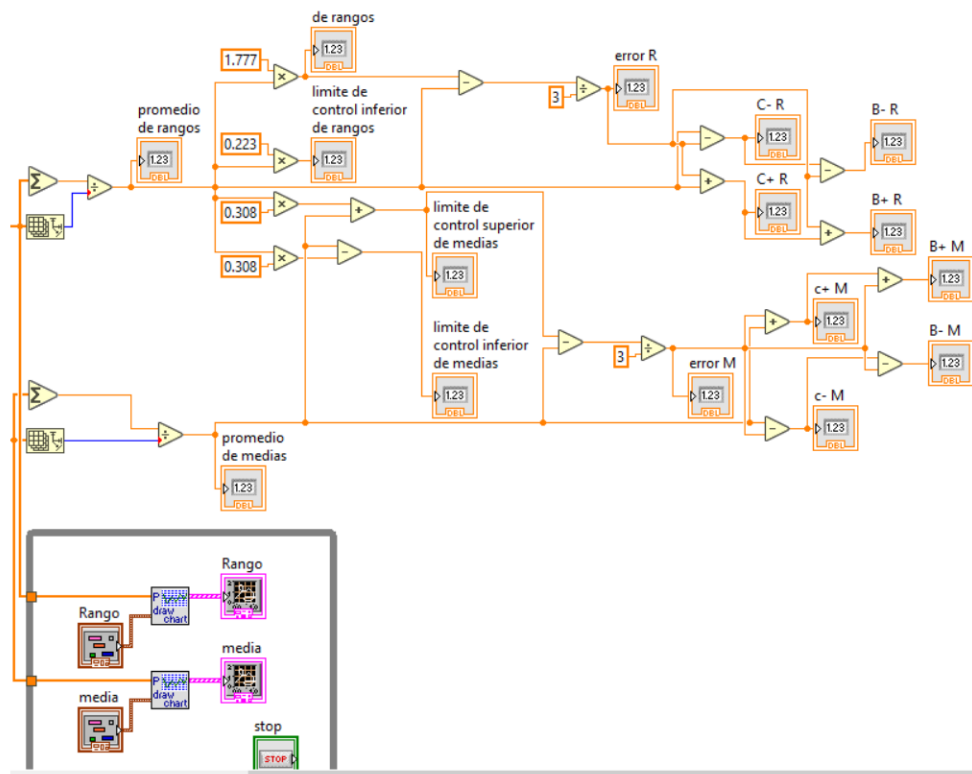 de rangos
1.777
1.23
DBL
error R
1.23
DBL
3
limite de
control inferior
de rangos
0.223
1.23
DBL
promedio
de rangos
1.23
DBL
C- R
1.23
DBL
B- R
1.23
DBL
C+ R
1.23
DBL
B+ R
1.23
DBL
0.308
0.308
limite de
control superior
de medias
1.23
DBL
B+ M
1.23
DBL
c+ M
1.23
DBL
limite de
control inferior
de medias
1.23
DBL
3
error M
1.23
DBL
B- M
1.23
DBL
c- M
1.23
DBL
promedio
de medias
1.23
DBL
Rango
P
draw
chart
Rango
media
P
draw
chart
media
stop
STOP